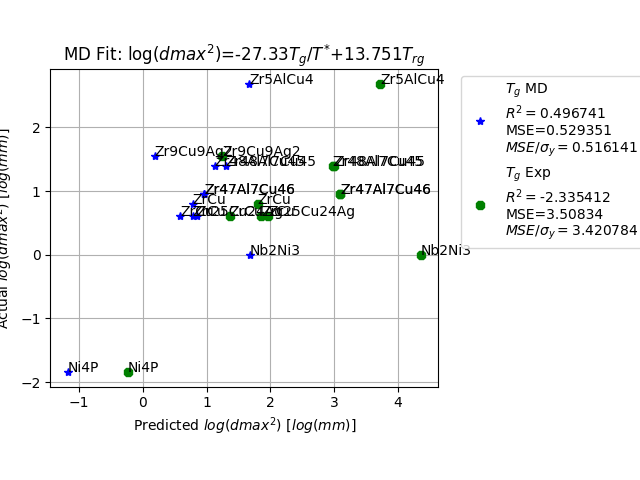 MD Fit: log(dmax²)=-27.33T_g/T*+13.751T_rg
Zr5AlCu4
Zr5AlCu4
T_g MD
R² = 0.496741
MSE=0.529351
MSE/σ_y = 0.516141
T_g Exp
R² = -2.335412
MSE=3.50834
MSE/σ_y = 3.420784
2
1
0
−1
−2
Zr9Cu9Ag2
Zr48Al7Cu45
Zr47Al7Cu46
Zr47Al7Cu46
ZrCu
ZrCu
Nb2Ni3
Nb2Ni3
Ni4P
Ni4P
−1
0
1
2
3
4
Predicted log(dmax²) [log(mm)]
Actual log(dmax²) [log(mm)]